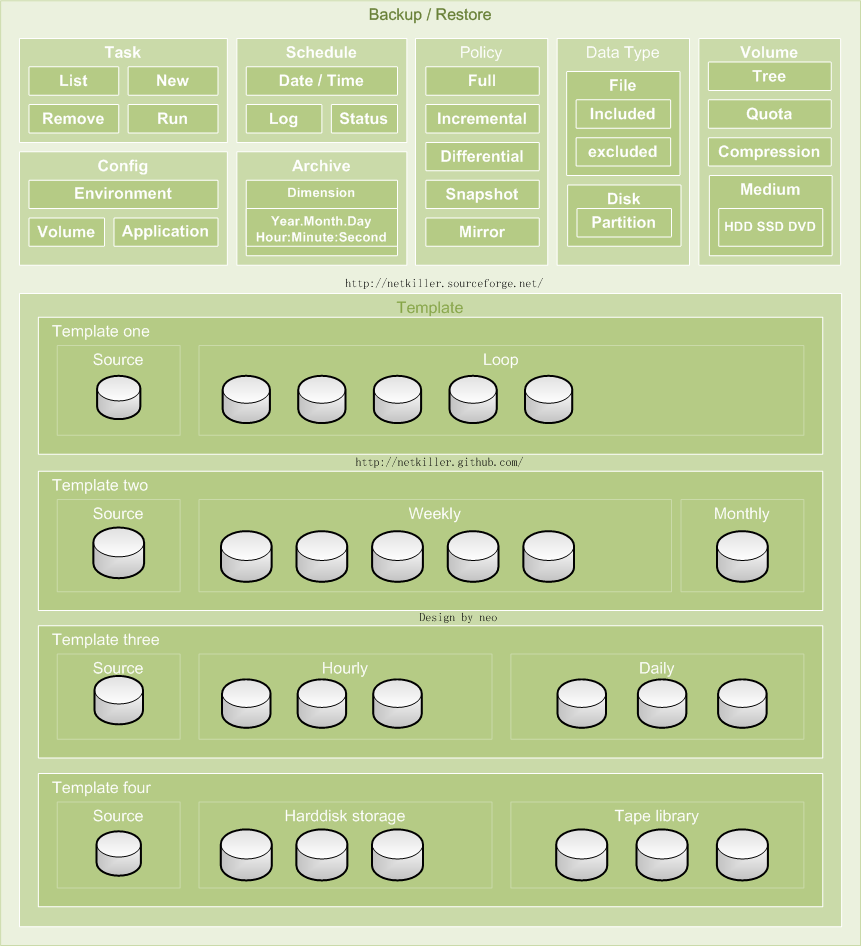 Backup / Restore
Task
List
New
Remove
Run
Schedule
Date / Time
Log
Status
Policy
Full
Incremental
Differential
Snapshot
Mirror
Data Type
File
Included
excluded
Disk
Partition
Volume
Tree
Quota
Compression
Medium
HDD SSD DVD
Config
Environment
Volume
Application
Archive
Dimension
Year.Month.Day
Hour:Minute:Second
http://netkiller.sourceforge.net/
Template
Template one
Source
Loop
http://netkiller.github.com/
Template two
Source
Weekly
Monthly
Design by neo
Template three
Source
Hourly
Daily
Template four
Source
Harddisk storage
Tape library